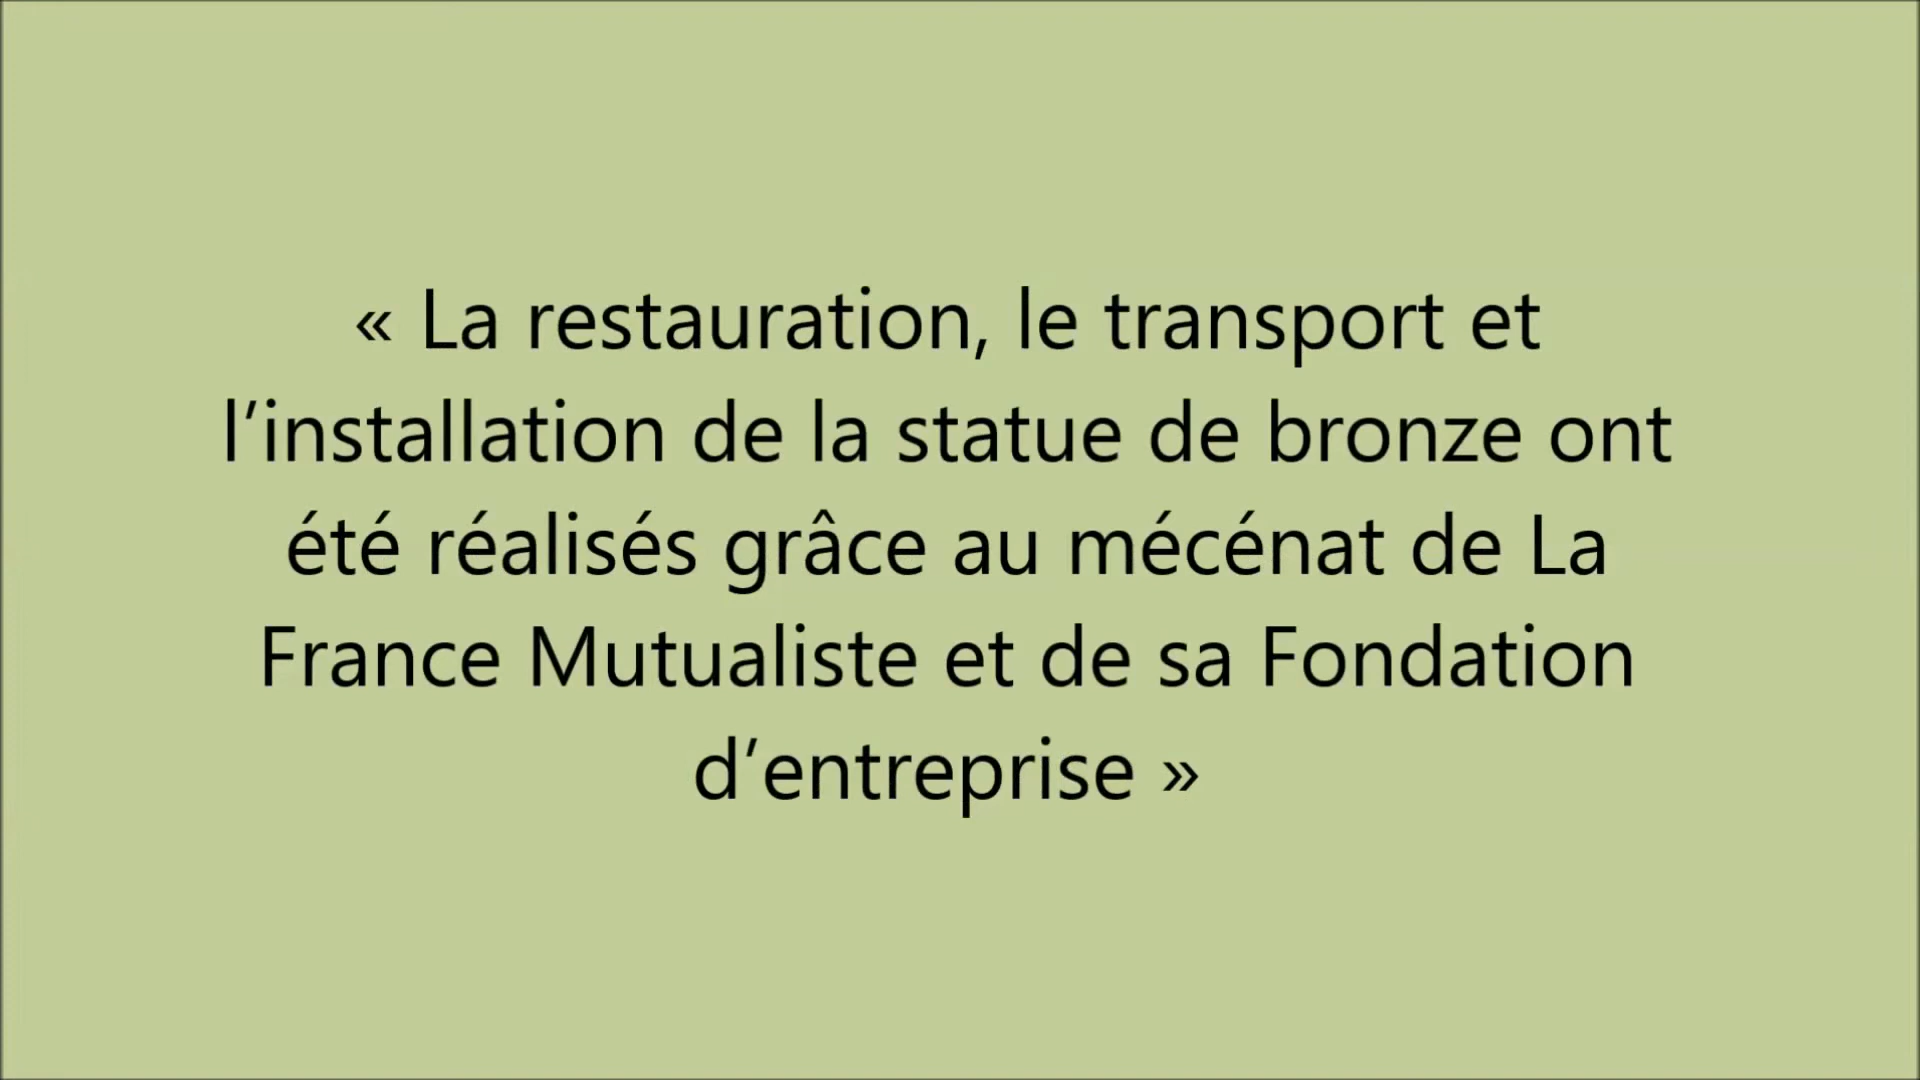 « La restauration, le transport et
l’installation de la statue de bronze ont
été réalisés grâce au mécénat de La
France Mutualiste et de sa Fondation
d’entreprise »